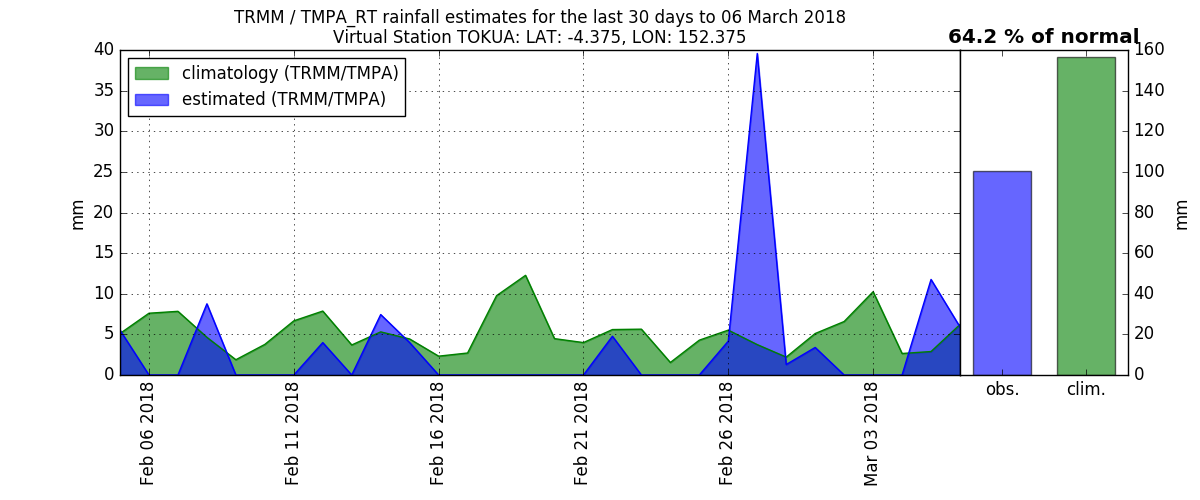 TRMM / TMPA_RT rainfall estimates for the last 30 days to 06 March 2018
Virtual Station TOKUA: LAT: -4.375, LON: 152.375
64.2 % of normal
climatology (TRMM/TMPA)
estimated (TRMM/TMPA)
mm
40
35
30
25
20
15
10
5
0
Feb 06 2018
Feb 11 2018
Feb 16 2018
Feb 21 2018
Feb 26 2018
Mar 03 2018
obs.
clim.
160
140
120
100
80
60
40
20
0
mm